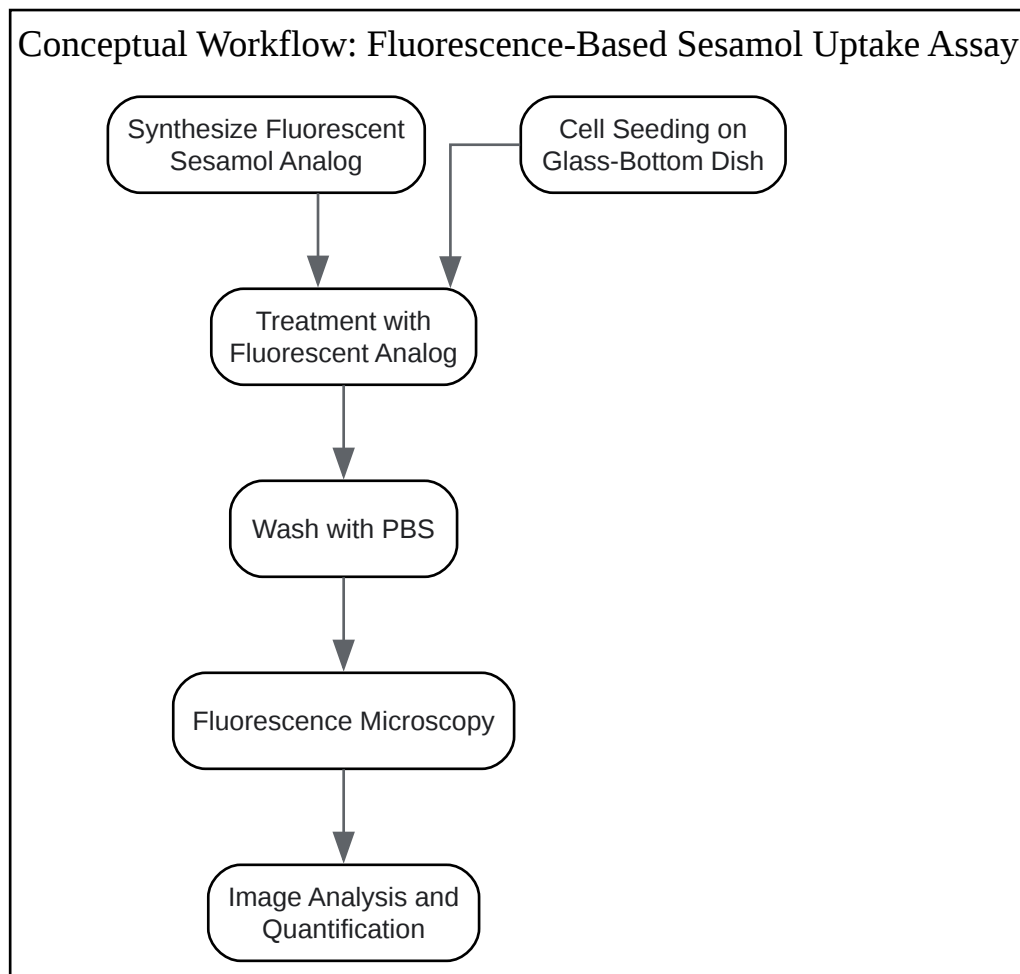 Conceptual Workflow: Fluorescence-Based Sesamol Uptake Assay
Synthesize Fluorescent
Sesamol Analog
Cell Seeding on
Glass-Bottom Dish
Treatment with
Fluorescent Analog
Wash with PBS
Fluorescence Microscopy
Image Analysis and
Quantification